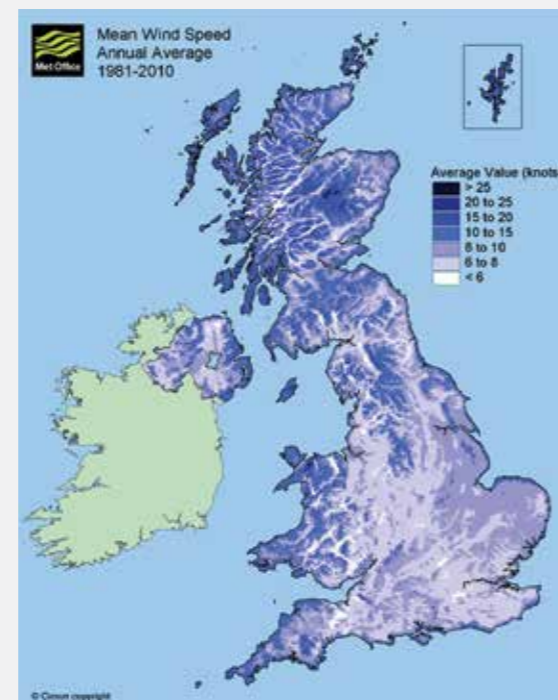 Met Office
Mean Wind Speed
Annual Average
1981-2010
Average Value (knots
> 25
20 to 25
15 to 20
10 to 15
8 to 10
6 to 8
< 6
© Crown copyright